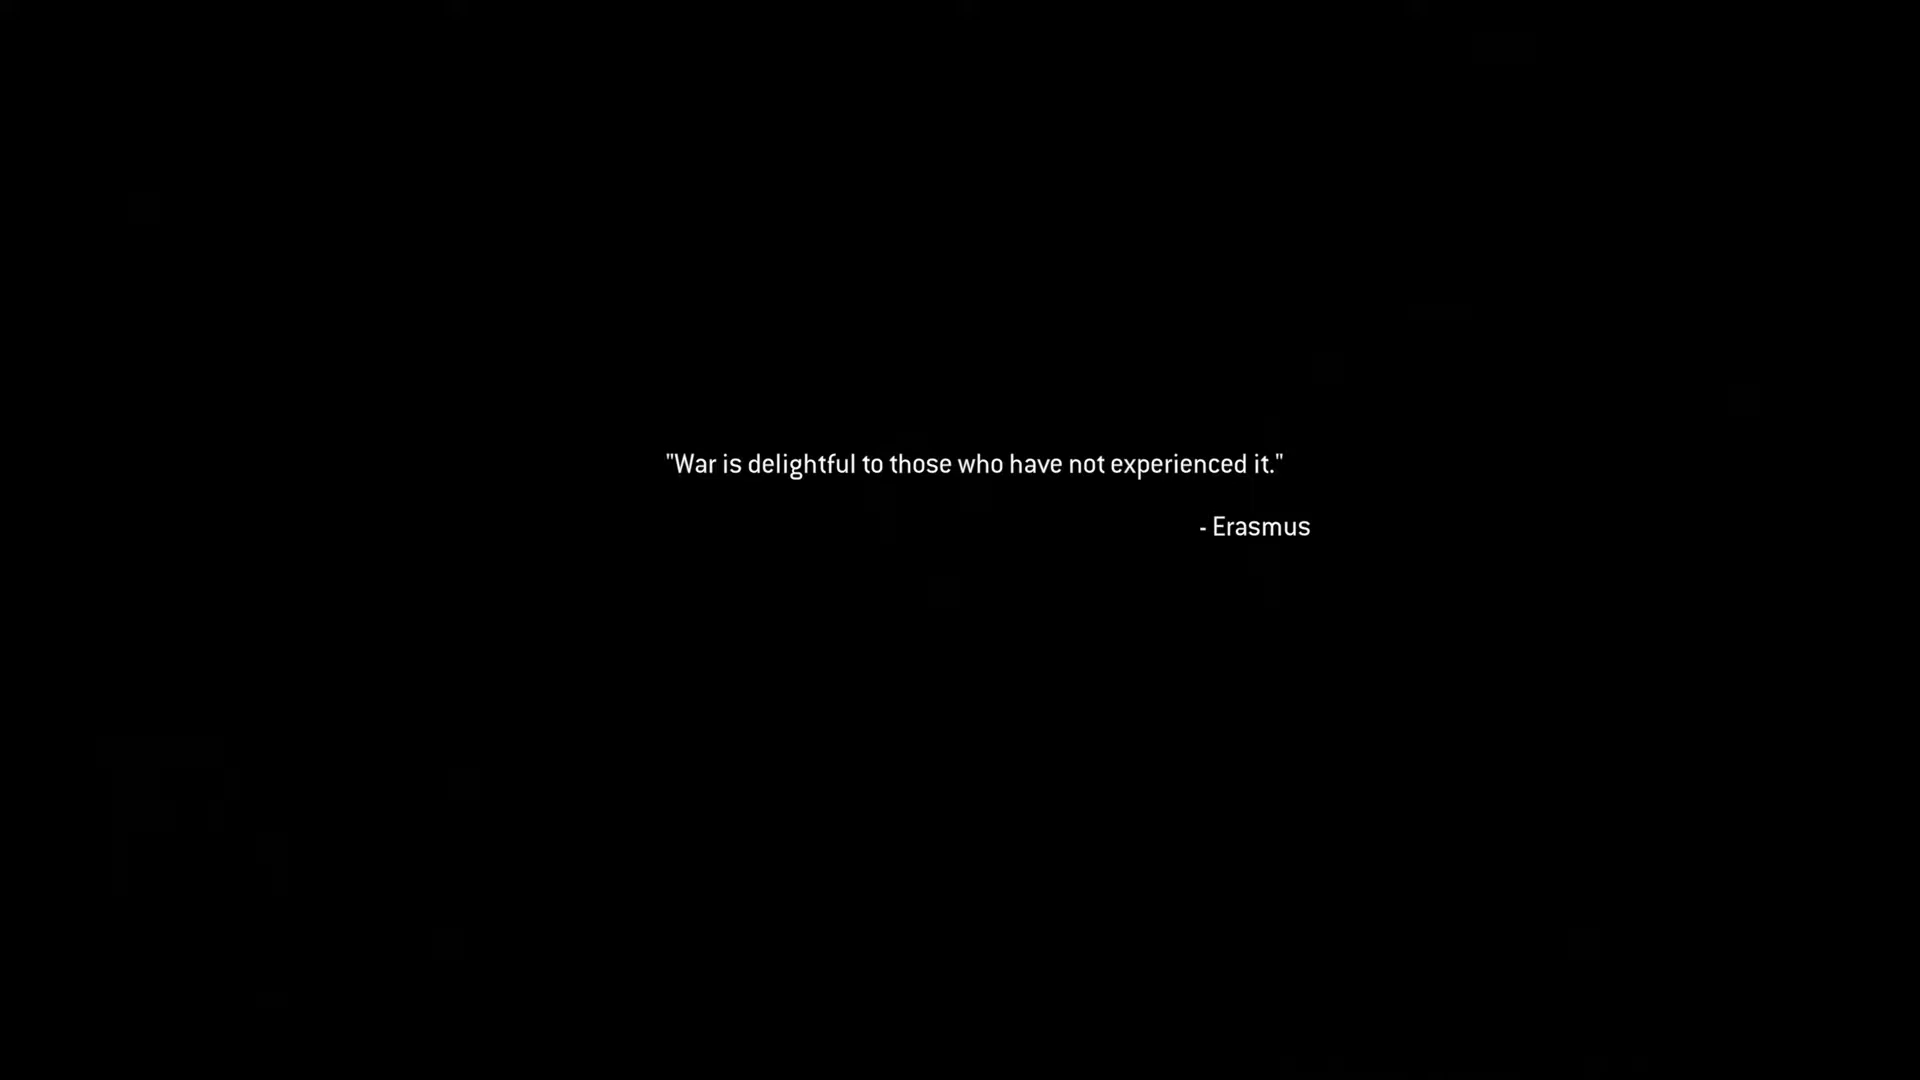 "War is delightful to those who have not experienced it."
- Erasmus